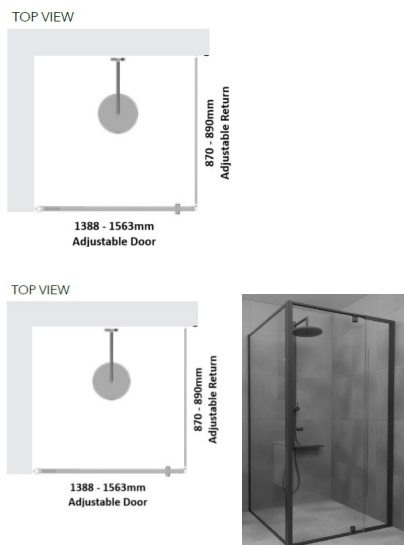 TOP VIEW
870 - 890mm
Adjustable Return
1388 - 1563mm
Adjustable Door
TOP VIEW
870 - 890mm
Adjustable Return
1388 - 1563mm
Adjustable Door